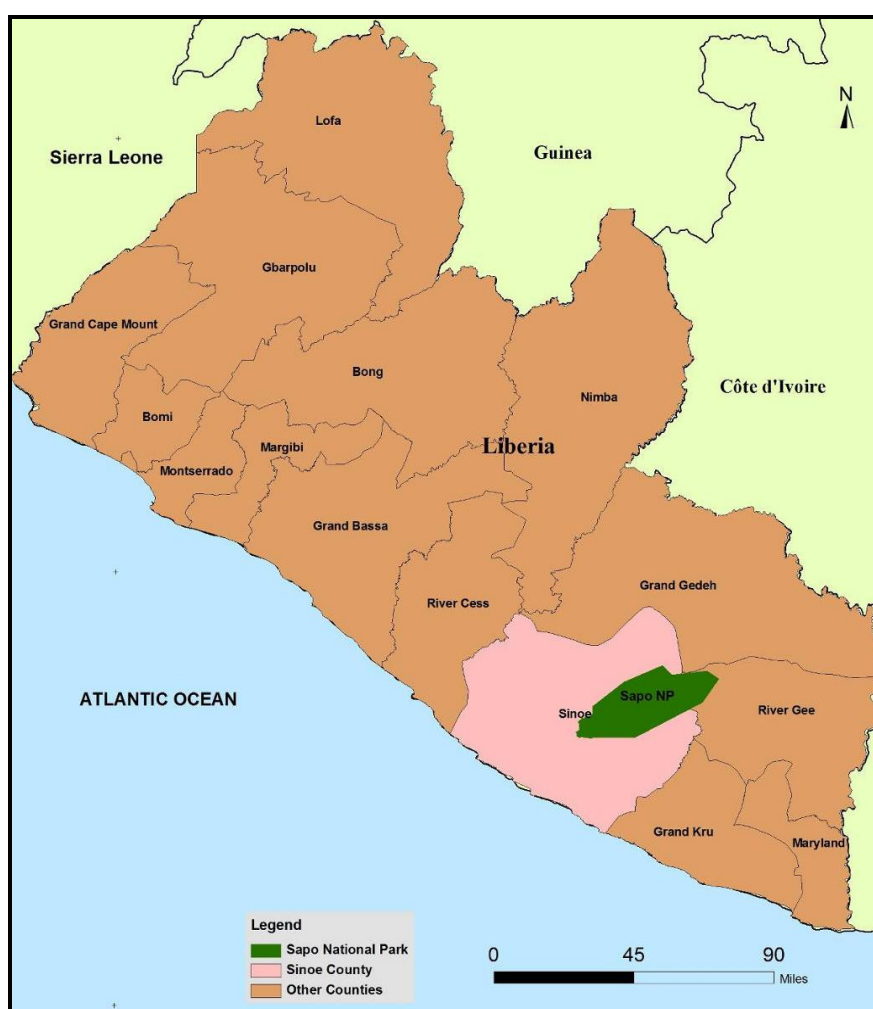 N
Lofa
Sierra Leone
Guinea
Gbarpolu
Grand Cape Mount
Bong
Côte d'Ivoire
Nimba
Bomi
Liberia
Margibi
Montserrado
Grand Bassa
Grand Gedeh
River Cess
ATLANTIC OCEAN
Sapo NP
Sinoe
River Gee
Grand Kru
Maryland
Legend
Sapo National Park
Sinoe County
Other Counties
0 45 90
Miles